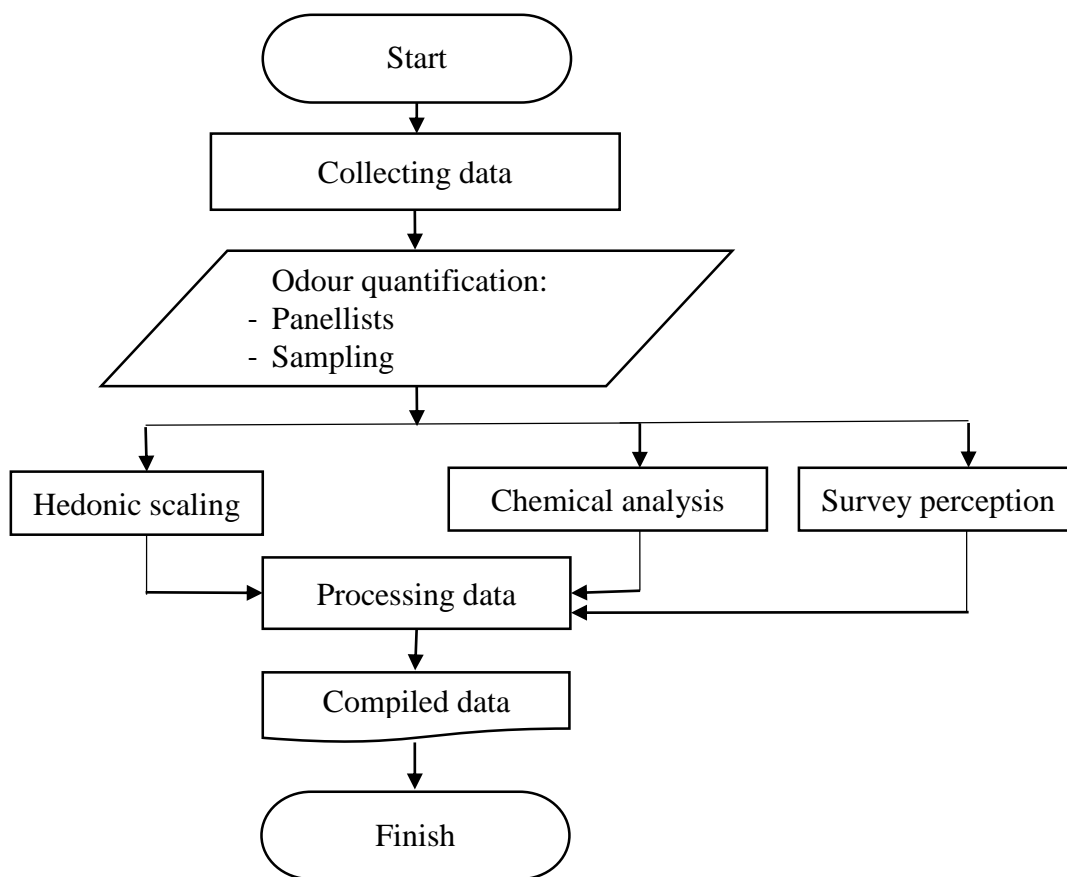 Start
Collecting data
Odour quantification:
- Panellists
- Sampling
Hedonic scaling
Chemical analysis
Survey perception
Processing data
Compiled data
Finish